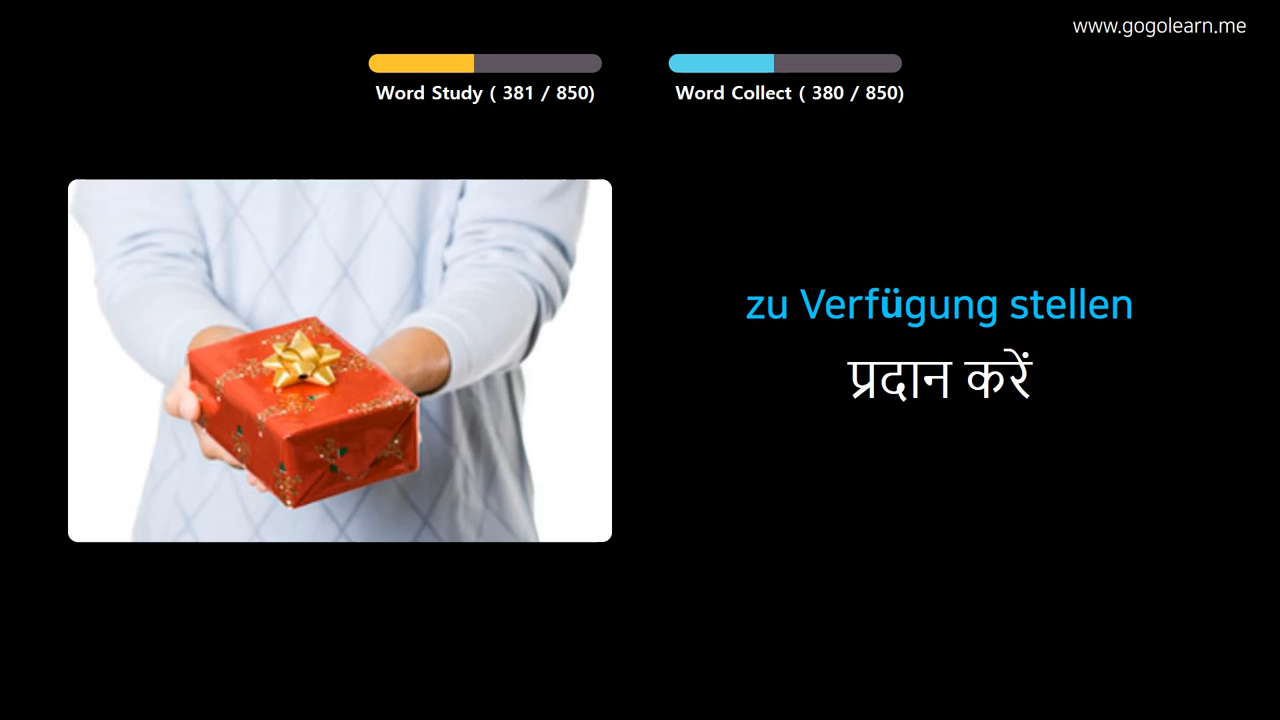 www.gogolearn.me
Word Study ( 381 / 850)
Word Collect ( 380 / 850)
zu Verfügung stellen
प्रदान करें